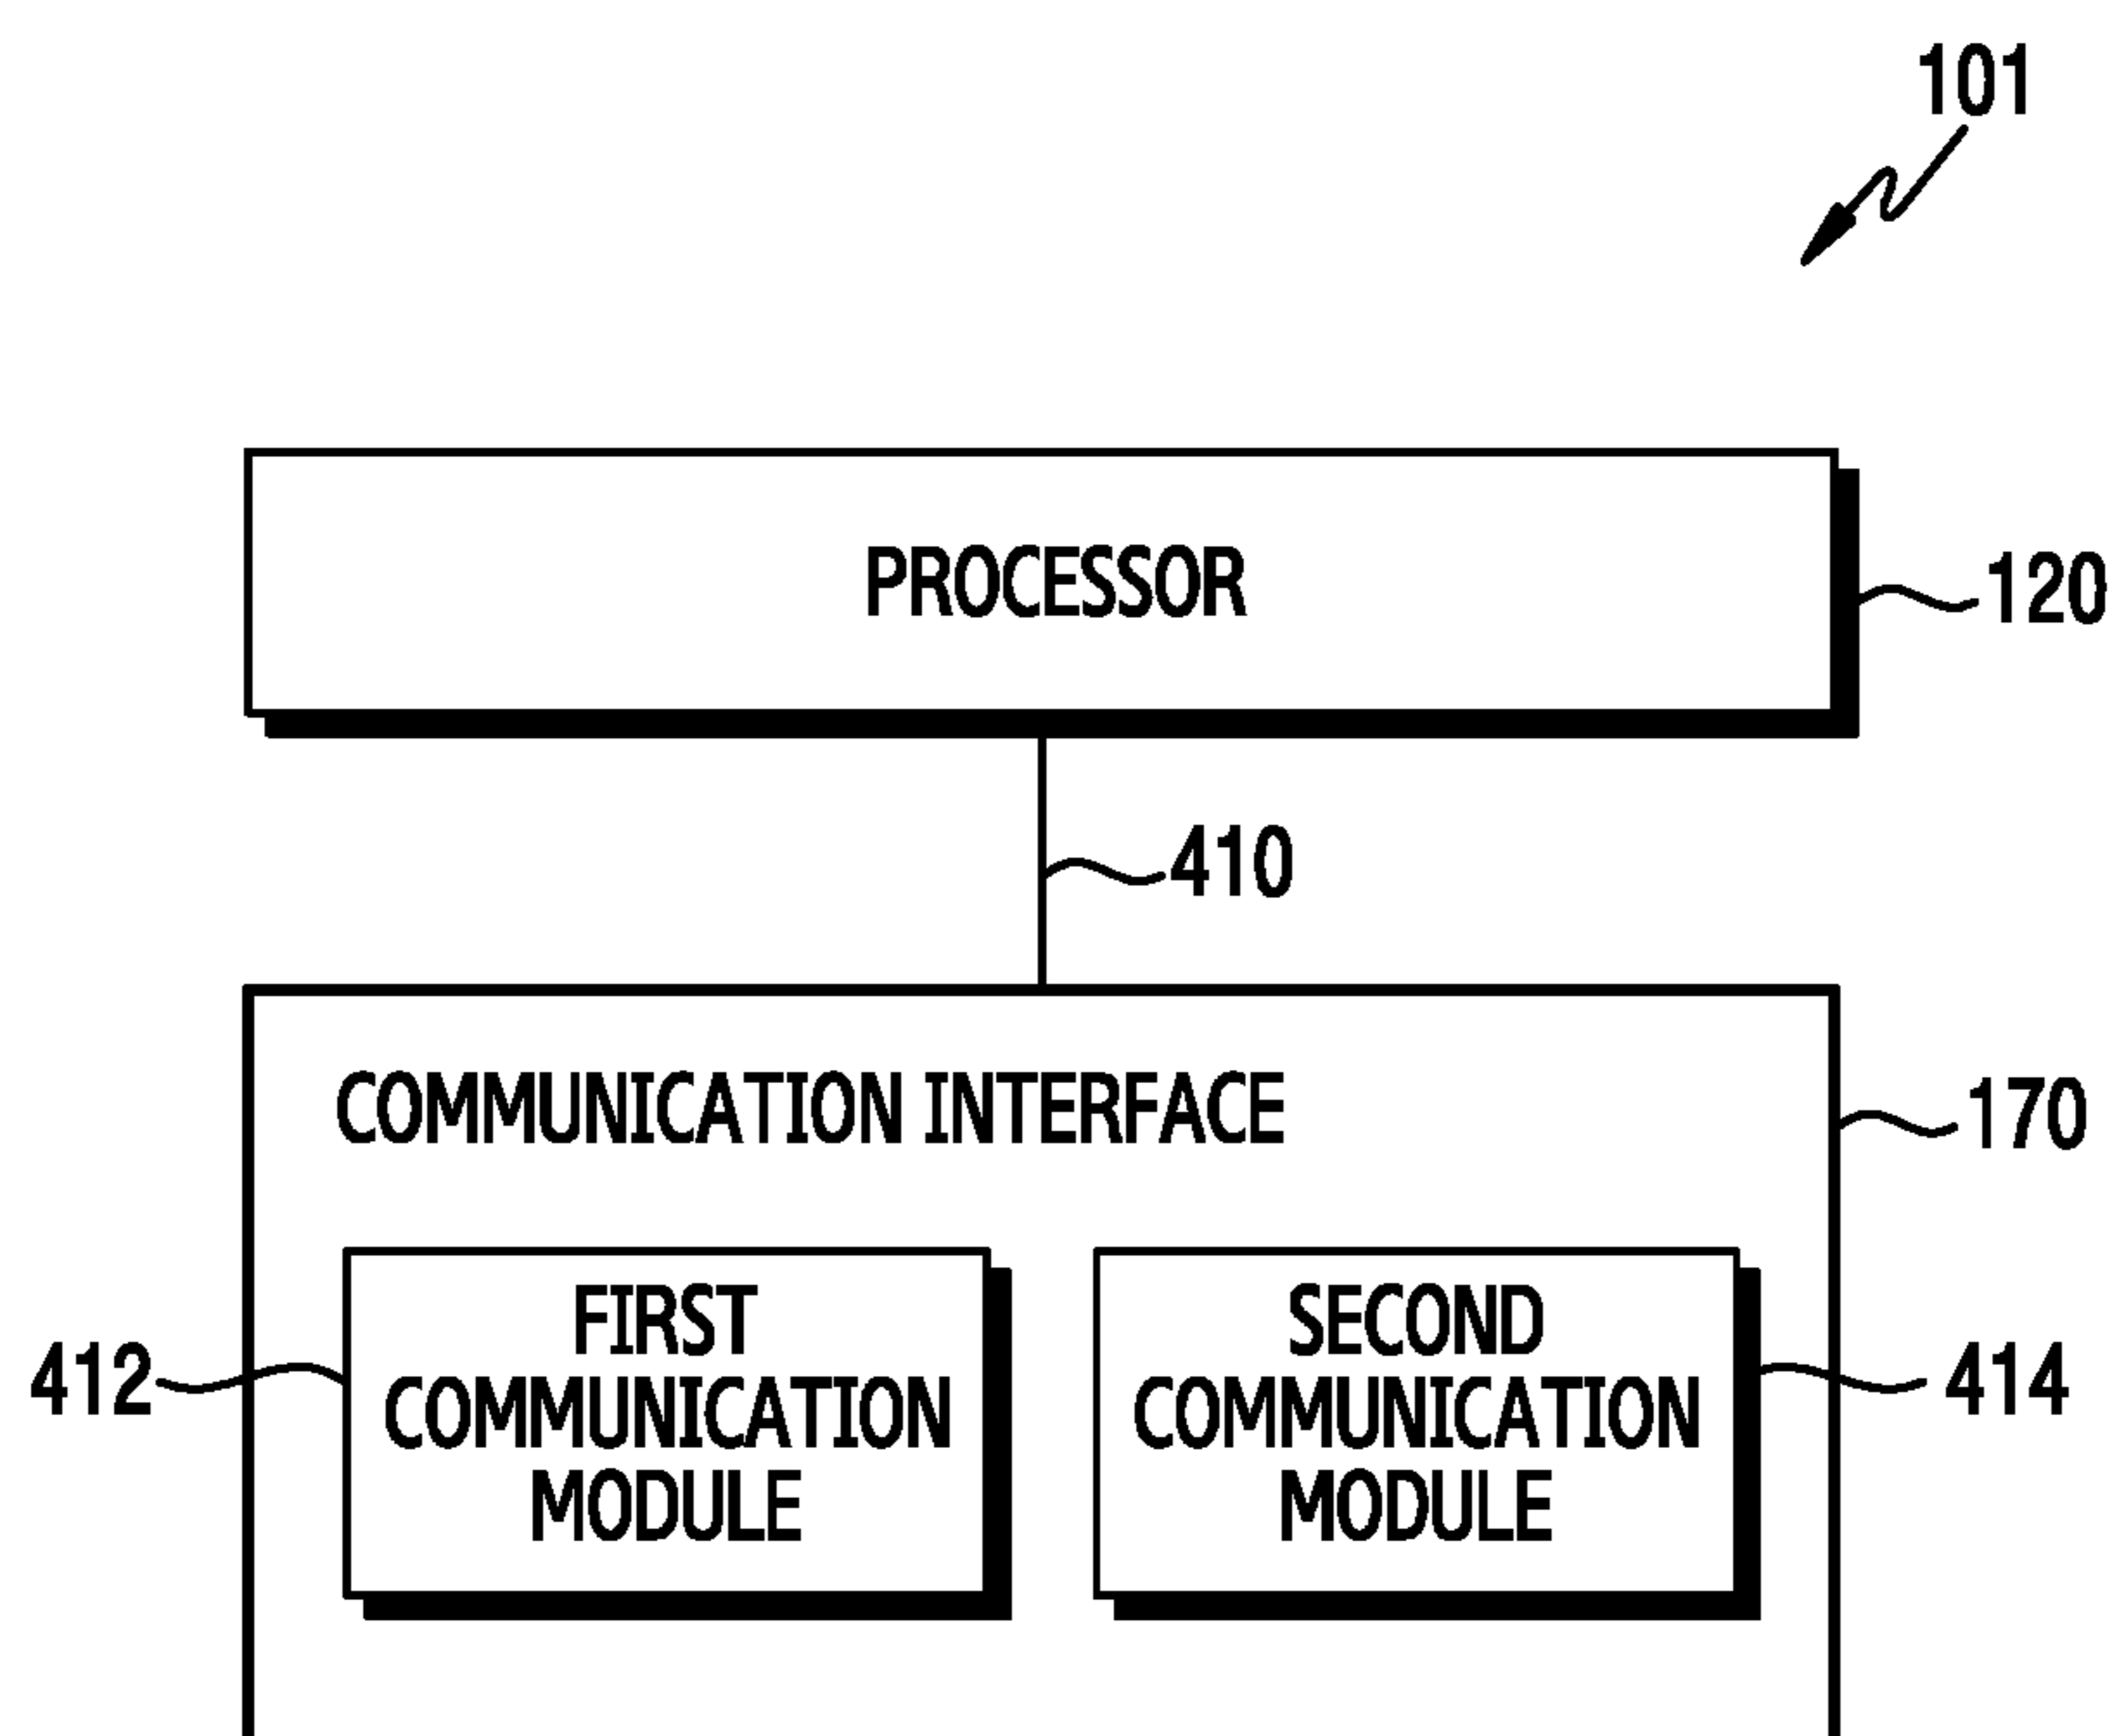 101
PROCESSOR
120
410
COMMUNICATION INTERFACE
170
FIRST
COMMUNICATION
MODULE
412
SECOND
COMMUNICATION
MODULE
414